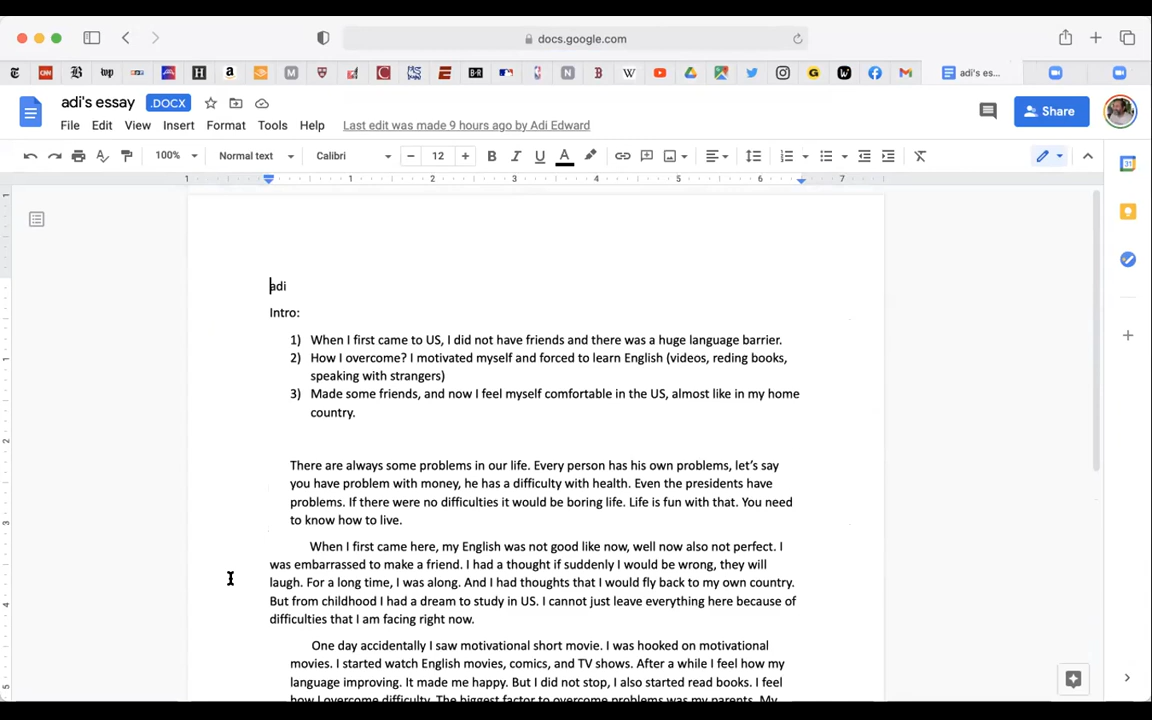 docs.google.com
CNN
wp
H
a
M
C
E
B-R
N
B
W
G
W
adi's es...
adi's essay .DOCX
Share
File Edit View Insert Format Tools Help Last edit was made 9 hours ago by Adi Edward
100% Normal text Calibri − 12 + B I U A
1 1 2 3 4 5 6 7
adi
Intro:
1) When I first came to US, I did not have friends and there was a huge language barrier.
2) How I overcome? I motivated myself and forced to learn English (videos, reding books,
speaking with strangers)
3) Made some friends, and now I feel myself comfortable in the US, almost like in my home
country.
There are always some problems in our life. Every person has his own problems, let's say
you have problem with money, he has a difficulty with health. Even the presidents have
problems. If there were no difficulties it would be boring life. Life is fun with that. You need
to know how to live.
When I first came here, my English was not good like now, well now also not perfect. I
was embarrassed to make a friend. I had a thought if suddenly I would be wrong, they will
laugh. For a long time, I was along. And I had thoughts that I would fly back to my own country.
But from childhood I had a dream to study in US. I cannot just leave everything here because of
difficulties that I am facing right now.
One day accidentally I saw motivational short movie. I was hooked on motivational
movies. I started watch English movies, comics, and TV shows. After a while I feel how my
language improving. It made me happy. But I did not stop, I also started read books. I feel
how I overcome difficulty. The biggest factor to overcome problems was my parents. My